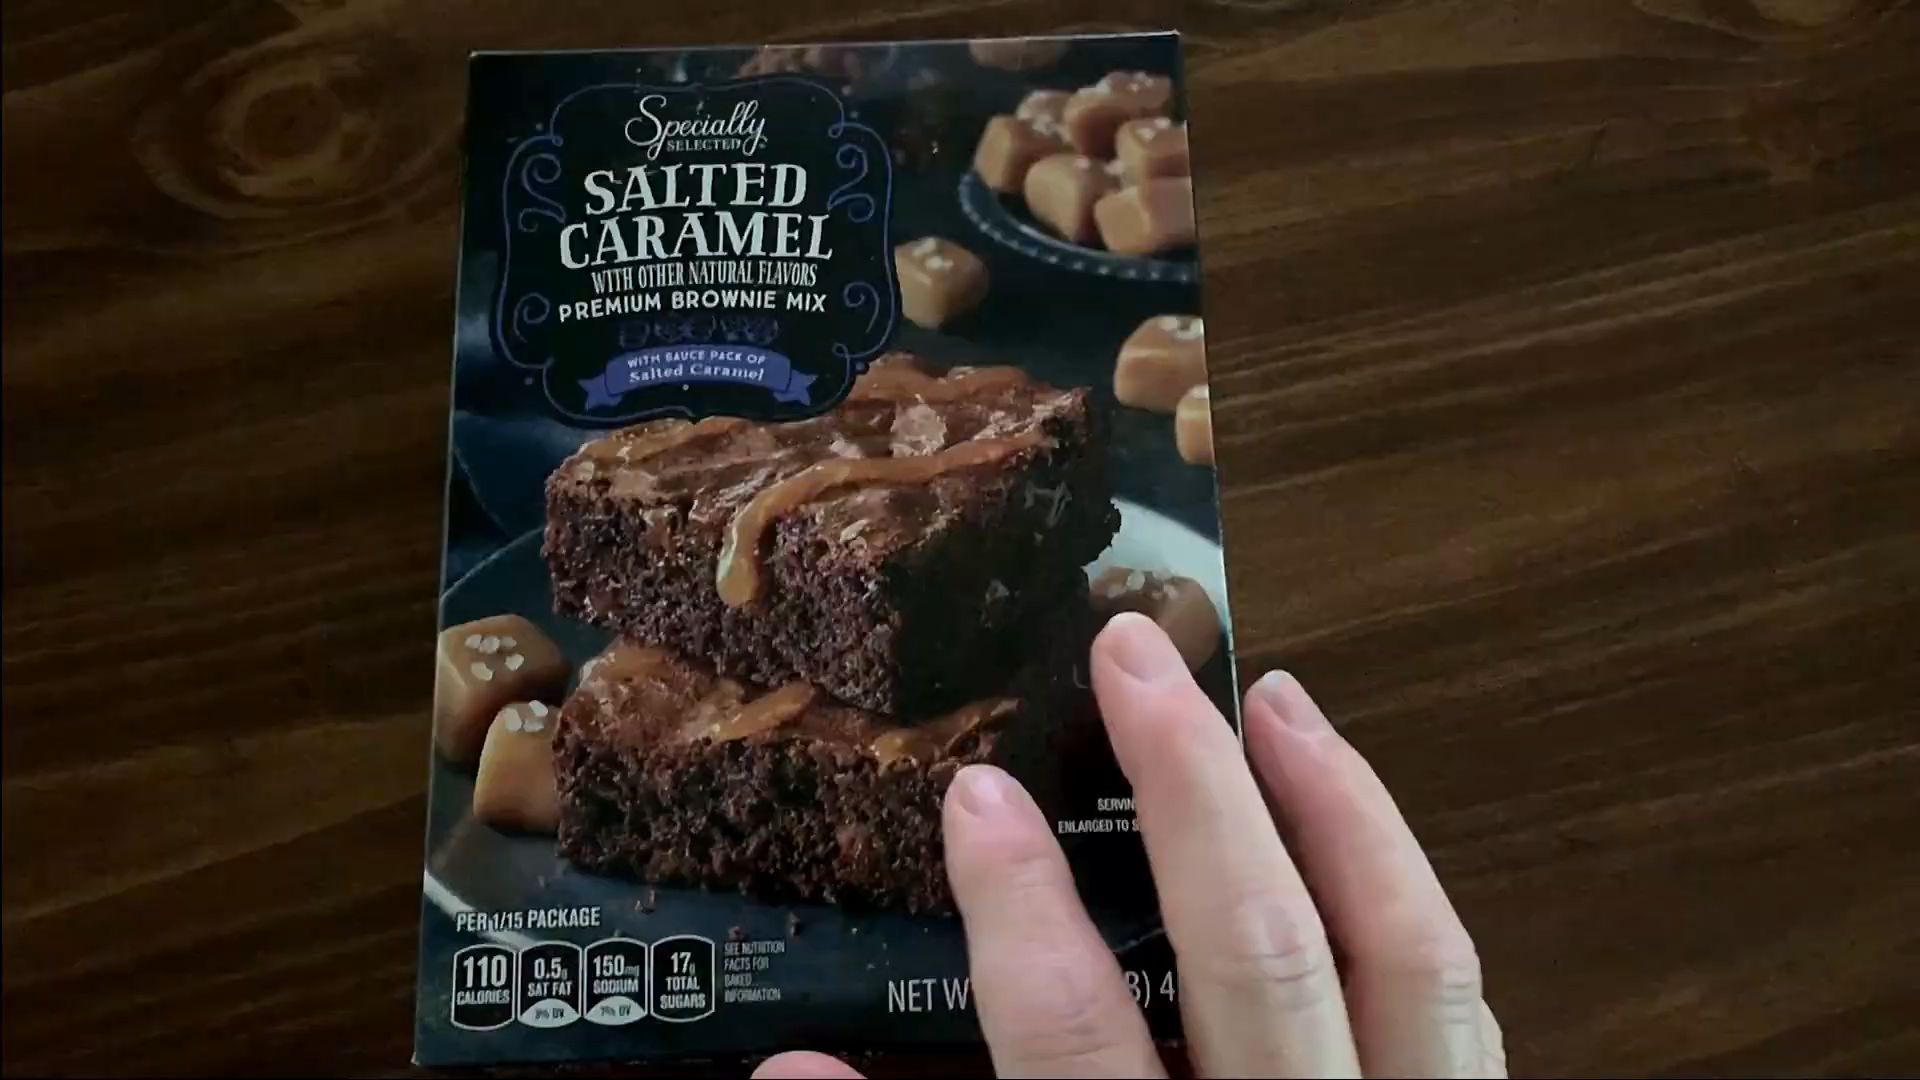 Specially
SELECTED
SALTED
CARAMEL
WITH OTHER NATURAL FLAVORS
PREMIUM BROWNIE MIX
WITH SAUCE PACK OF
Salted Caramel
SERVIN
ENLARGED TO S
PER 1/15 PACKAGE
110 CALORIES
0.5g SAT FAT
150mg SODIUM
17g TOTAL SUGARS
SEE NUTRITION
FACTS FOR
BAKED
INFORMATION
NET W B) 4